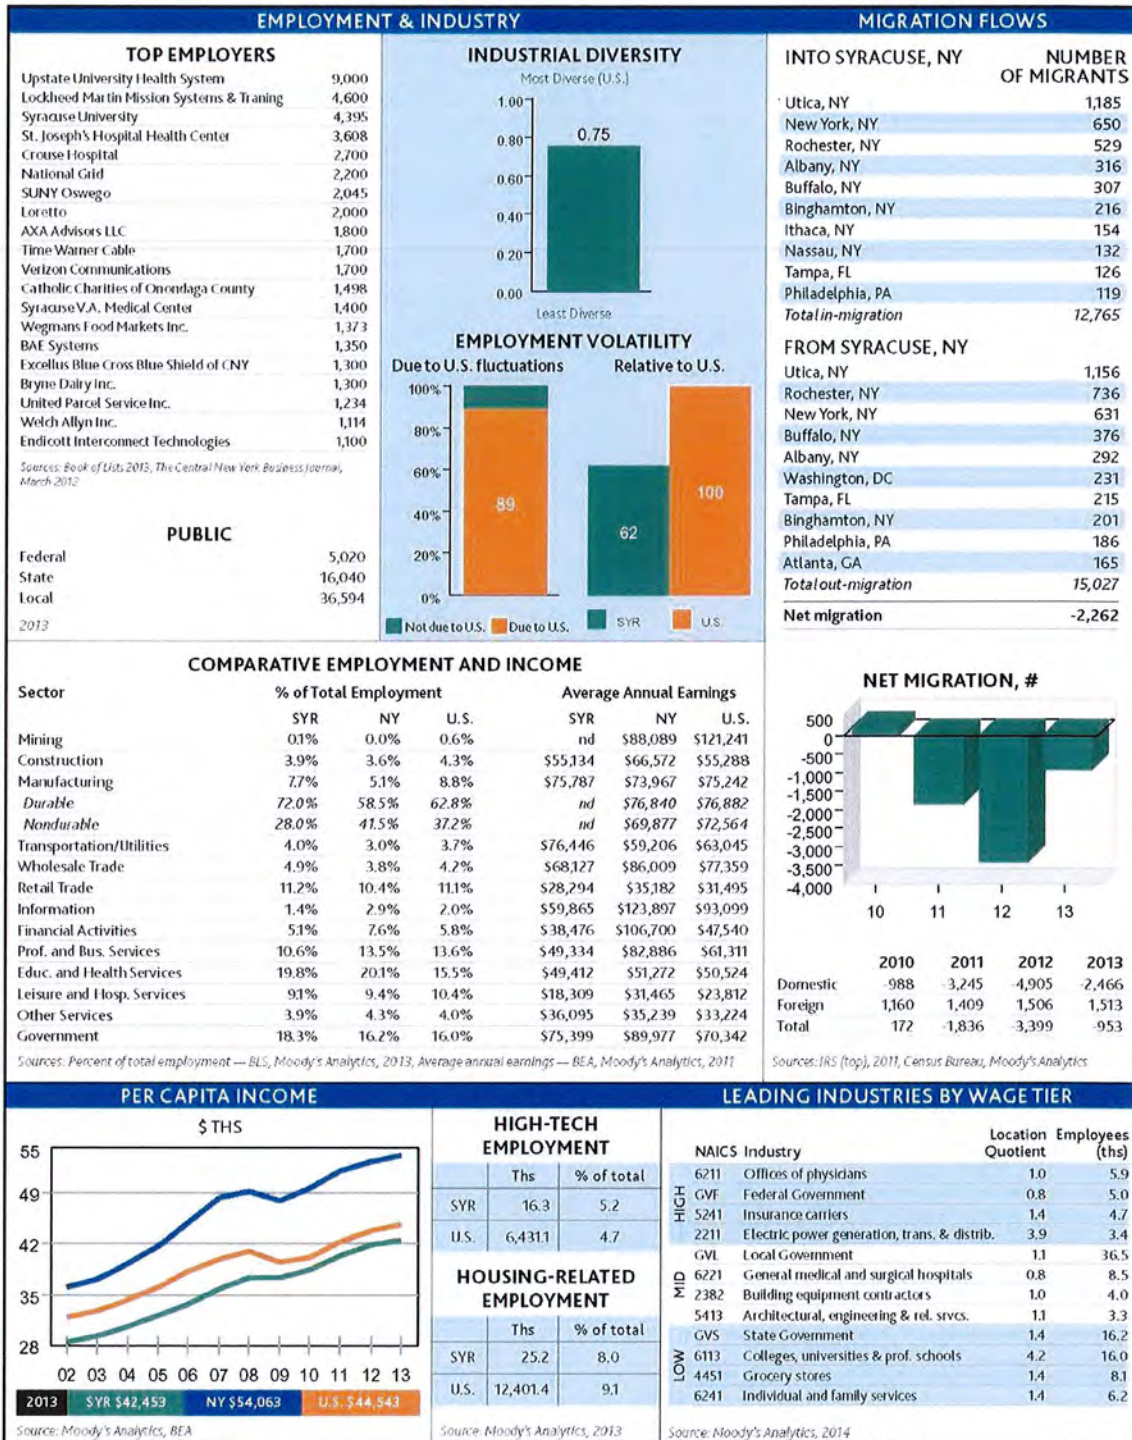 EMPLOYMENT & INDUSTRY
TOP EMPLOYERS
Upstate University Health System 9,000
Lockheed Martin Mission Systems & Traning 4,600
Syracuse University 4,395
St. Joseph's Hospital Health Center 3,608
Crouse Hospital 2,700
National Grid 2,200
SUNY Oswego 2,045
Loretto 2,000
AXA Advisors LLC 1,800
Time Warner Cable 1,700
Verizon Communications 1,700
Catholic Charities of Onondaga County 1,498
Syracuse V.A. Medical Center 1,400
Wegmans Food Markets Inc. 1,373
BAE Systems 1,350
Excellus Blue Cross Blue Shield of CNY 1,300
Bryne Dairy Inc. 1,300
United Parcel Service Inc. 1,234
Welch Allyn Inc. 1,114
Endicott Interconnect Technologies 1,100
Sources: Book of Lists 2013, The Central New York Business Journal,
March 2012
PUBLIC
Federal 5,020
State 16,040
Local 36,594
2013
INDUSTRIAL DIVERSITY
Most Diverse (U.S.)
1.00
0.80
0.60
0.40
0.20
0.00
0.75
Least Diverse
EMPLOYMENT VOLATILITY
Due to U.S. fluctuations Relative to U.S.
100%
80%
60%
40%
20%
0%
89
62
100
Not due to U.S. Due to U.S. SYR U.S.
MIGRATION FLOWS
INTO SYRACUSE, NY NUMBER
OF MIGRANTS
Utica, NY 1,185
New York, NY 650
Rochester, NY 529
Albany, NY 316
Buffalo, NY 307
Binghamton, NY 216
Ithaca, NY 154
Nassau, NY 132
Tampa, FL 126
Philadelphia, PA 119
Total in-migration 12,765
FROM SYRACUSE, NY
Utica, NY 1,156
Rochester, NY 736
New York, NY 631
Buffalo, NY 376
Albany, NY 292
Washington, DC 231
Tampa, FL 215
Binghamton, NY 201
Philadelphia, PA 186
Atlanta, GA 165
Total out-migration 15,027
Net migration -2,262
COMPARATIVE EMPLOYMENT AND INCOME
Sector % of Total Employment Average Annual Earnings
SYR NY U.S. SYR NY U.S.
Mining 0.1% 0.0% 0.6% nd $88,089 $121,241
Construction 3.9% 3.6% 4.3% $55,134 $66,572 $55,288
Manufacturing 7.7% 5.1% 8.8% $75,787 $73,967 $75,242
Durable 72.0% 58.5% 62.8% nd $76,840 $76,882
Nondurable 28.0% 41.5% 37.2% nd $69,877 $72,564
Transportation/Utilities 4.0% 3.0% 3.7% $76,446 $59,206 $63,045
Wholesale Trade 4.9% 3.8% 4.2% $68,127 $86,009 $77,359
Retail Trade 11.2% 10.4% 11.1% $28,294 $35,182 $31,495
Information 1.4% 2.9% 2.0% $59,865 $123,897 $93,099
Financial Activities 5.1% 7.6% 5.8% $38,476 $106,700 $47,540
Prof. and Bus. Services 10.6% 13.5% 13.6% $49,334 $82,886 $61,311
Educ. and Health Services 19.8% 20.1% 15.5% $49,412 $51,272 $50,524
Leisure and Hosp. Services 9.1% 9.4% 10.4% $18,309 $31,465 $23,812
Other Services 3.9% 4.3% 4.0% $36,095 $35,239 $33,224
Government 18.3% 16.2% 16.0% $75,399 $89,977 $70,342
Sources: Percent of total employment — BLS, Moody's Analytics, 2013, Average annual earnings — BEA, Moody's Analytics, 2011
NET MIGRATION, #
500
0
-500
-1,000
-1,500
-2,000
-2,500
-3,000
-3,500
-4,000
10 11 12 13
2010 2011 2012 2013
Domestic -988 -3,245 -4,905 -2,466
Foreign 1,160 1,409 1,506 1,513
Total 172 -1,836 -3,399 -953
Sources: IRS (top), 2011, Census Bureau, Moody's Analytics
PER CAPITA INCOME
$ THS
55
49
42
35
28
02 03 04 05 06 07 08 09 10 11 12 13
2013 SYR $42,453 NY $54,063 U.S. $44,543
Source: Moody's Analytics, BEA
HIGH-TECH
EMPLOYMENT
Ths % of total
SYR 16.3 5.2
U.S. 6,431.1 4.7
HOUSING-RELATED
EMPLOYMENT
Ths % of total
SYR 25.2 8.0
U.S. 12,401.4 9.1
Source: Moody's Analytics, 2013
LEADING INDUSTRIES BY WAGE TIER
Location Employees
NAICS Industry Quotient (ths)
HIGH
6211 Offices of physicians 1.0 5.9
GVF Federal Government 0.8 5.0
5241 Insurance carriers 1.4 4.7
2211 Electric power generation, trans. & distrib. 3.9 3.4
MID
GVL Local Government 1.1 36.5
6221 General medical and surgical hospitals 0.8 8.5
2382 Building equipment contractors 1.0 4.0
5413 Architectural, engineering & rel. srvcs. 1.1 3.3
LOW
GVS State Government 1.4 16.2
6113 Colleges, universities & prof. schools 4.2 16.0
4451 Grocery stores 1.4 8.1
6241 Individual and family services 1.4 6.2
Source: Moody's Analytics, 2014